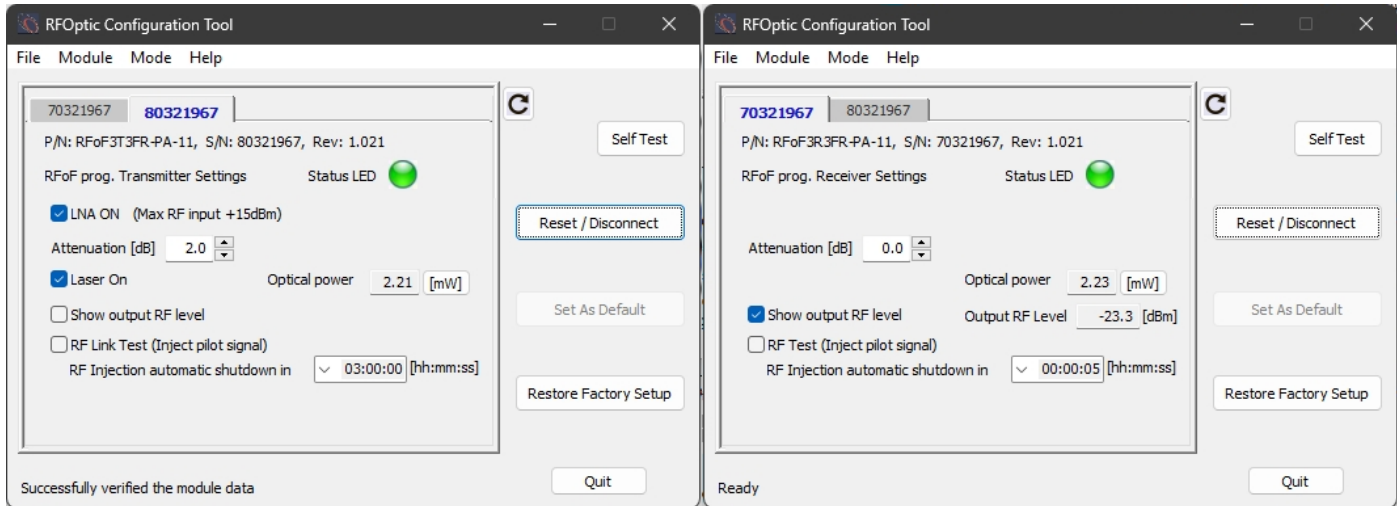 RFOptic Configuration Tool
File Module Mode Help
70321967 80321967
P/N: RFoF3T3FR-PA-11, S/N: 80321967, Rev: 1.021
Self Test
RFoF prog. Transmitter Settings Status LED
LNA ON (Max RF input +15dBm)
Reset / Disconnect
Attenuation [dB] 2.0
Laser On Optical power 2.21 [mW]
Show output RF level
Set As Default
RF Link Test (Inject pilot signal)
RF Injection automatic shutdown in 03:00:00 [hh:mm:ss]
Restore Factory Setup
Quit
Successfully verified the module data
RFOptic Configuration Tool
File Module Mode Help
70321967 80321967
P/N: RFoF3R3FR-PA-11, S/N: 70321967, Rev: 1.021
Self Test
RFoF prog. Receiver Settings Status LED
Reset / Disconnect
Attenuation [dB] 0.0
Optical power 2.23 [mW]
Show output RF level Output RF Level -23.3 [dBm]
Set As Default
RF Test (Inject pilot signal)
RF Injection automatic shutdown in 00:00:05 [hh:mm:ss]
Restore Factory Setup
Quit
Ready